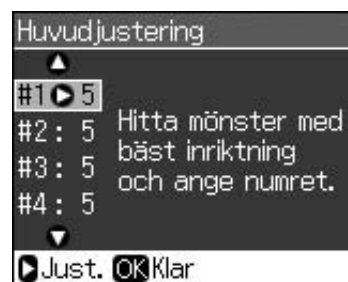 Huvudjustering
#1 5
#2 : 5
#3 : 5
#4 : 5
Hitta mönster med
bäst inriktning
och ange numret.
Just. OK Klar